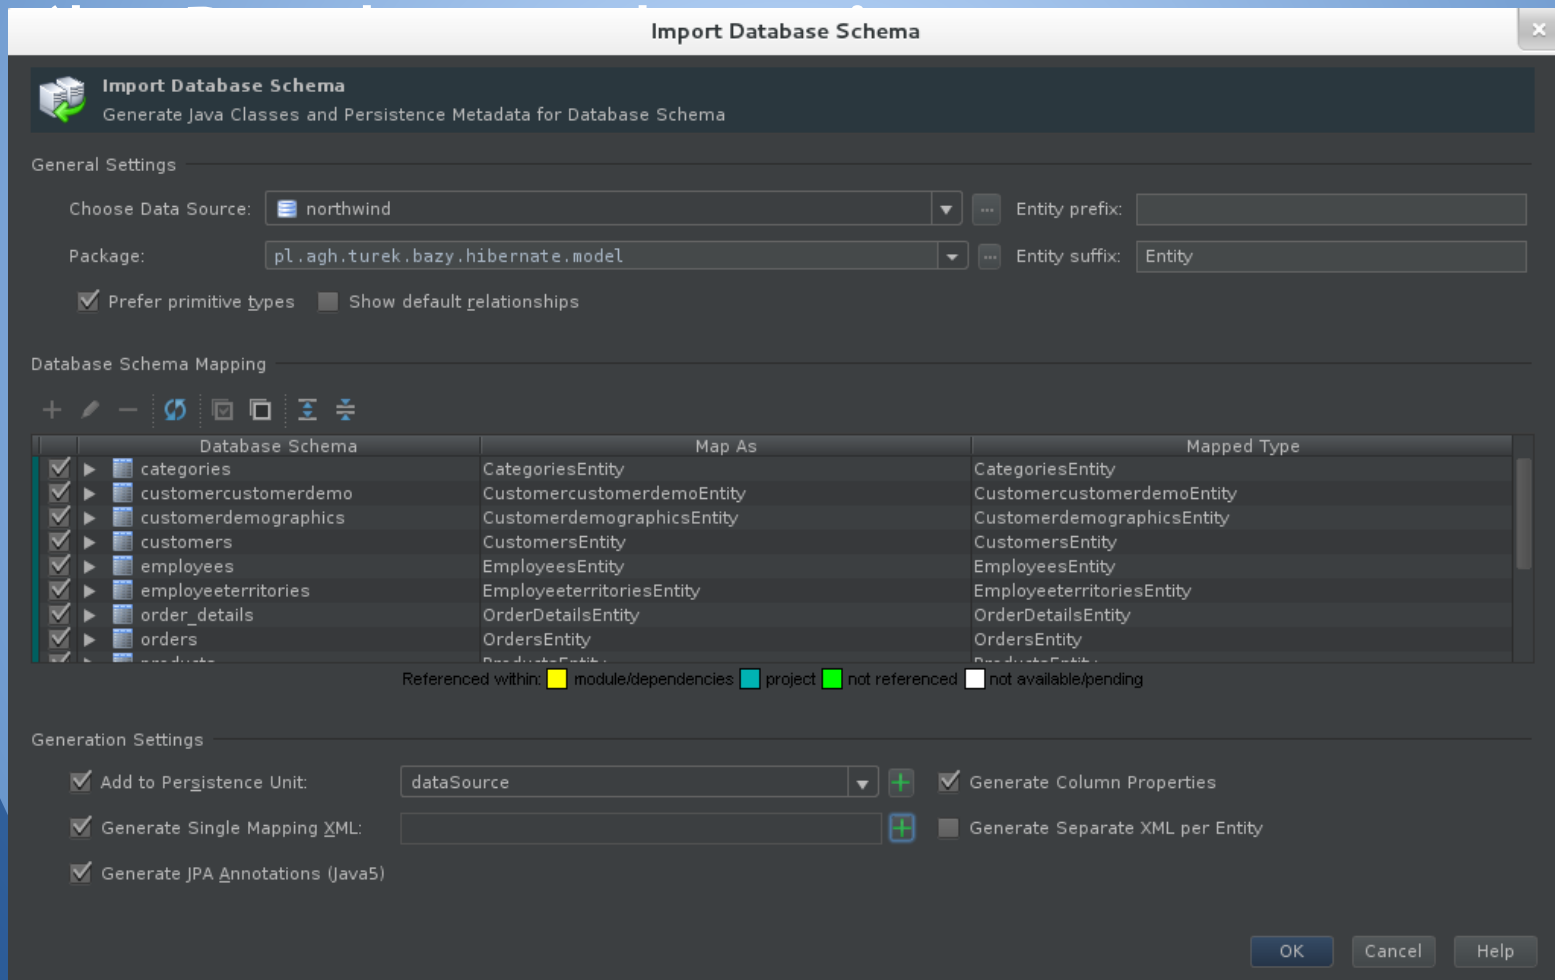 Import Database Schema
Import Database Schema
Generate Java Classes and Persistence Metadata for Database Schema
General Settings
Choose Data Source: northwind ... Entity prefix:
Package: pl.agh.turek.bazy.hibernate.model ... Entity suffix: Entity
Prefer primitive types Show default relationships
Database Schema Mapping
Database Schema Map As Mapped Type
categories CategoriesEntity CategoriesEntity
customercustomerdemo CustomercustomerdemoEntity CustomercustomerdemoEntity
customerdemographics CustomerdemographicsEntity CustomerdemographicsEntity
customers CustomersEntity CustomersEntity
employees EmployeesEntity EmployeesEntity
employeeterritories EmployeeterritoriesEntity EmployeeterritoriesEntity
order_details OrderDetailsEntity OrderDetailsEntity
orders OrdersEntity OrdersEntity
products ProductsEntity ProductsEntity
Referenced within: module/dependencies project not referenced not available/pending
Generation Settings
Add to Persistence Unit: dataSource Generate Column Properties
Generate Single Mapping XML: Generate Separate XML per Entity
Generate JPA Annotations (Java5)
OK Cancel Help